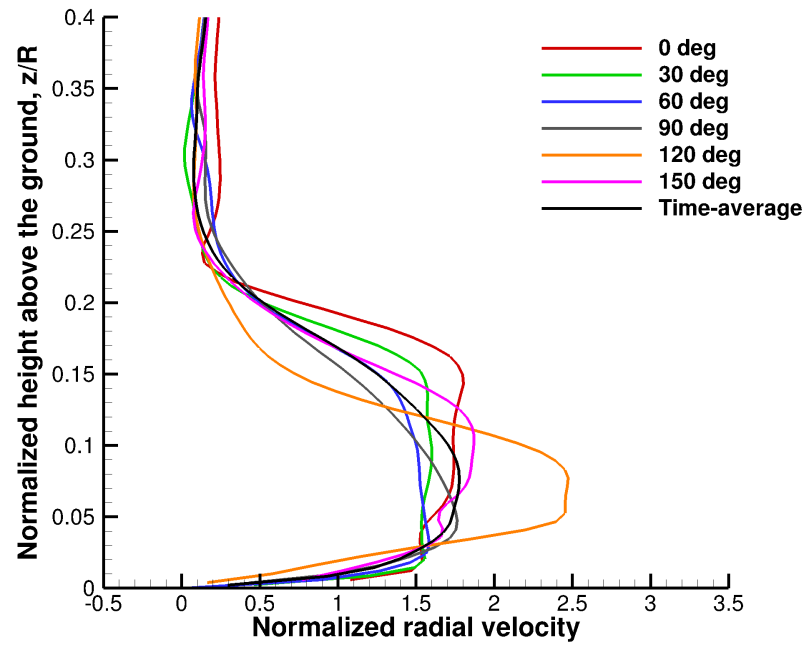 0.4
0.35
0.3
0.25
0.2
0.15
0.1
0.05
0
Normalized height above the ground, z/R
0 deg
30 deg
60 deg
90 deg
120 deg
150 deg
Time-average
-0.5 0 0.5 1 1.5 2 2.5 3 3.5
Normalized radial velocity